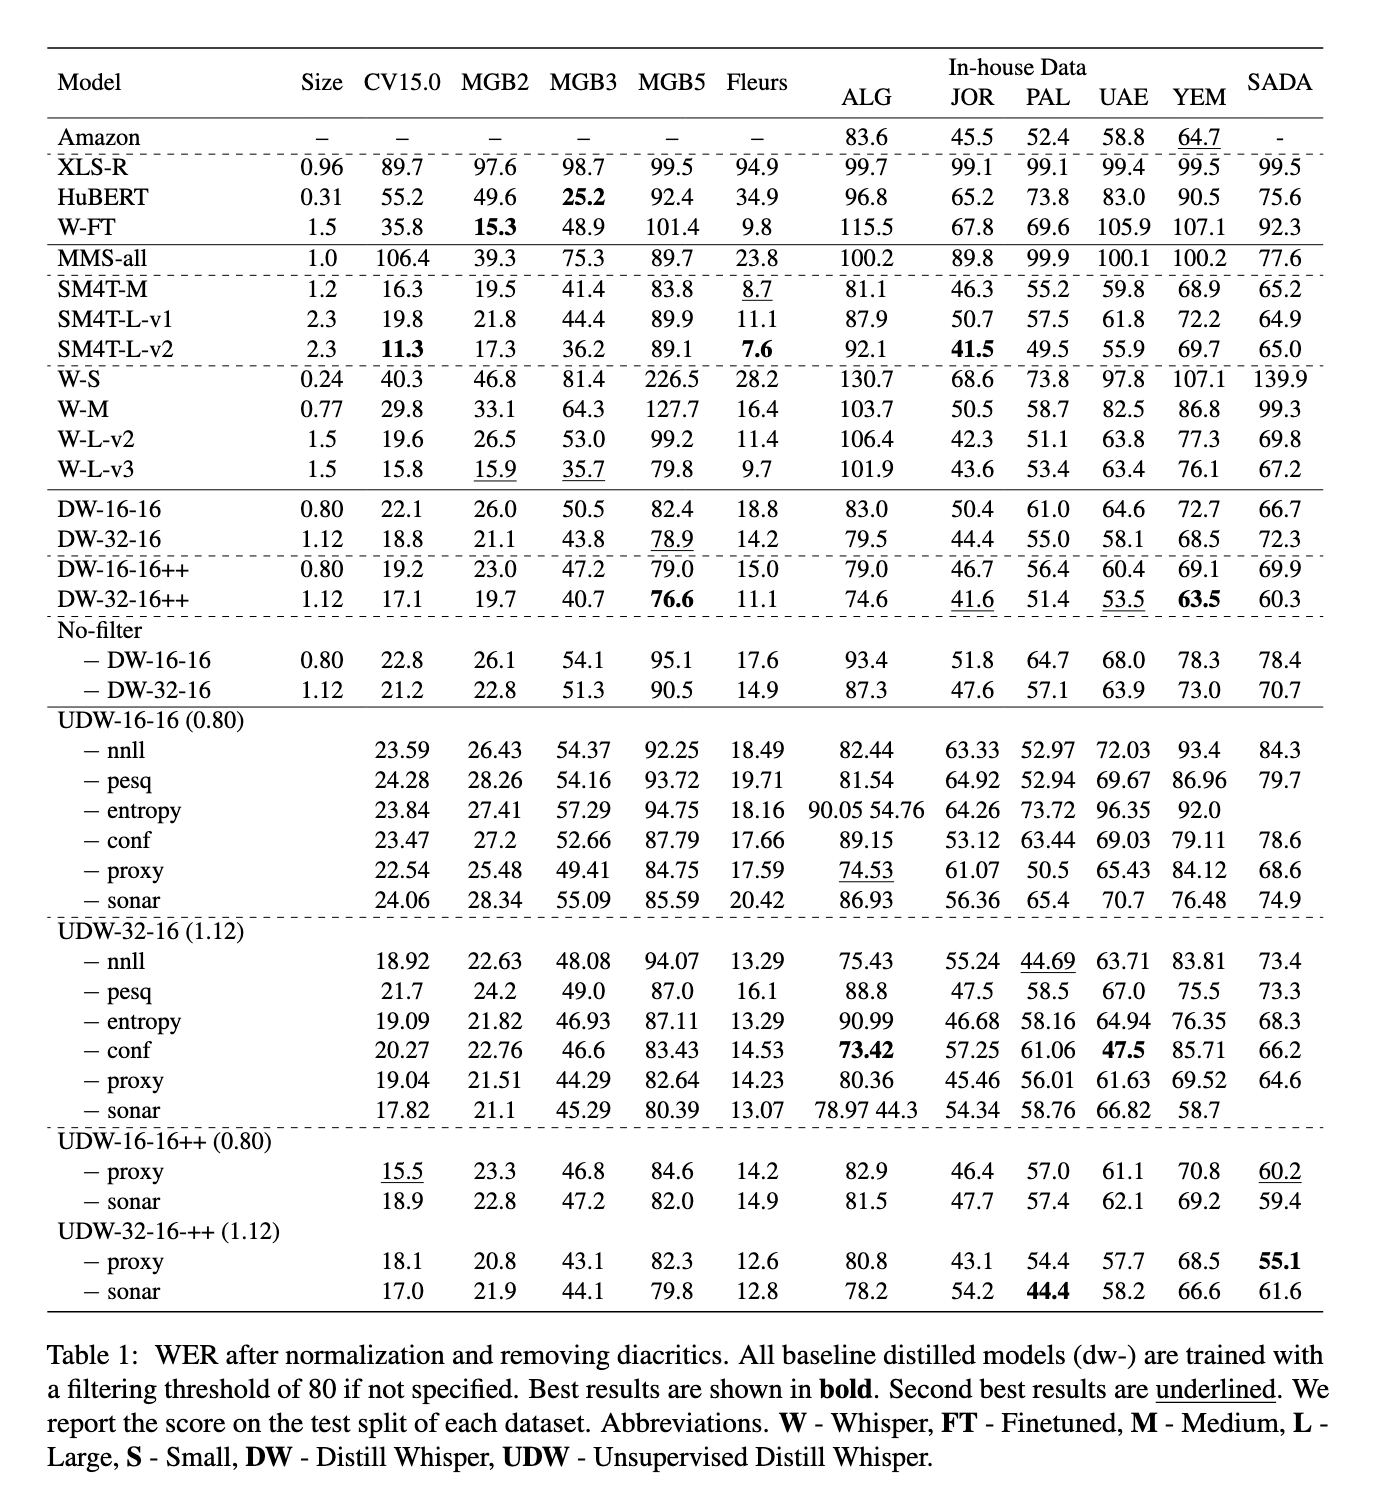 Model Size CV15.0 MGB2 MGB3 MGB5 Fleurs In-house Data SADA
ALG JOR PAL UAE YEM
Amazon – – – – – – 83.6 45.5 52.4 58.8 64.7 -
XLS-R 0.96 89.7 97.6 98.7 99.5 94.9 99.7 99.1 99.1 99.4 99.5 99.5
HuBERT 0.31 55.2 49.6 25.2 92.4 34.9 96.8 65.2 73.8 83.0 90.5 75.6
W-FT 1.5 35.8 15.3 48.9 101.4 9.8 115.5 67.8 69.6 105.9 107.1 92.3
MMS-all 1.0 106.4 39.3 75.3 89.7 23.8 100.2 89.8 99.9 100.1 100.2 77.6
SM4T-M 1.2 16.3 19.5 41.4 83.8 8.7 81.1 46.3 55.2 59.8 68.9 65.2
SM4T-L-v1 2.3 19.8 21.8 44.4 89.9 11.1 87.9 50.7 57.5 61.8 72.2 64.9
SM4T-L-v2 2.3 11.3 17.3 36.2 89.1 7.6 92.1 41.5 49.5 55.9 69.7 65.0
W-S 0.24 40.3 46.8 81.4 226.5 28.2 130.7 68.6 73.8 97.8 107.1 139.9
W-M 0.77 29.8 33.1 64.3 127.7 16.4 103.7 50.5 58.7 82.5 86.8 99.3
W-L-v2 1.5 19.6 26.5 53.0 99.2 11.4 106.4 42.3 51.1 63.8 77.3 69.8
W-L-v3 1.5 15.8 15.9 35.7 79.8 9.7 101.9 43.6 53.4 63.4 76.1 67.2
DW-16-16 0.80 22.1 26.0 50.5 82.4 18.8 83.0 50.4 61.0 64.6 72.7 66.7
DW-32-16 1.12 18.8 21.1 43.8 78.9 14.2 79.5 44.4 55.0 58.1 68.5 72.3
DW-16-16++ 0.80 19.2 23.0 47.2 79.0 15.0 79.0 46.7 56.4 60.4 69.1 69.9
DW-32-16++ 1.12 17.1 19.7 40.7 76.6 11.1 74.6 41.6 51.4 53.5 63.5 60.3
No-filter
– DW-16-16 0.80 22.8 26.1 54.1 95.1 17.6 93.4 51.8 64.7 68.0 78.3 78.4
– DW-32-16 1.12 21.2 22.8 51.3 90.5 14.9 87.3 47.6 57.1 63.9 73.0 70.7
UDW-16-16 (0.80)
– nnll 23.59 26.43 54.37 92.25 18.49 82.44 63.33 52.97 72.03 93.4 84.3
– pesq 24.28 28.26 54.16 93.72 19.71 81.54 64.92 52.94 69.67 86.96 79.7
– entropy 23.84 27.41 57.29 94.75 18.16 90.05 54.76 64.26 73.72 96.35 92.0
– conf 23.47 27.2 52.66 87.79 17.66 89.15 53.12 63.44 69.03 79.11 78.6
– proxy 22.54 25.48 49.41 84.75 17.59 74.53 61.07 50.5 65.43 84.12 68.6
– sonar 24.06 28.34 55.09 85.59 20.42 86.93 56.36 65.4 70.7 76.48 74.9
UDW-32-16 (1.12)
– nnll 18.92 22.63 48.08 94.07 13.29 75.43 55.24 44.69 63.71 83.81 73.4
– pesq 21.7 24.2 49.0 87.0 16.1 88.8 47.5 58.5 67.0 75.5 73.3
– entropy 19.09 21.82 46.93 87.11 13.29 90.99 46.68 58.16 64.94 76.35 68.3
– conf 20.27 22.76 46.6 83.43 14.53 73.42 57.25 61.06 47.5 85.71 66.2
– proxy 19.04 21.51 44.29 82.64 14.23 80.36 45.46 56.01 61.63 69.52 64.6
– sonar 17.82 21.1 45.29 80.39 13.07 78.97 44.3 54.34 58.76 66.82 58.7
UDW-16-16++ (0.80)
– proxy 15.5 23.3 46.8 84.6 14.2 82.9 46.4 57.0 61.1 70.8 60.2
– sonar 18.9 22.8 47.2 82.0 14.9 81.5 47.7 57.4 62.1 69.2 59.4
UDW-32-16-++ (1.12)
– proxy 18.1 20.8 43.1 82.3 12.6 80.8 43.1 54.4 57.7 68.5 55.1
– sonar 17.0 21.9 44.1 79.8 12.8 78.2 54.2 44.4 58.2 66.6 61.6
Table 1: WER after normalization and removing diacritics. All baseline distilled models (dw-) are trained with
a filtering threshold of 80 if not specified. Best results are shown in bold. Second best results are underlined. We
report the score on the test split of each dataset. Abbreviations. W - Whisper, FT - Finetuned, M - Medium, L -
Large, S - Small, DW - Distill Whisper, UDW - Unsupervised Distill Whisper.